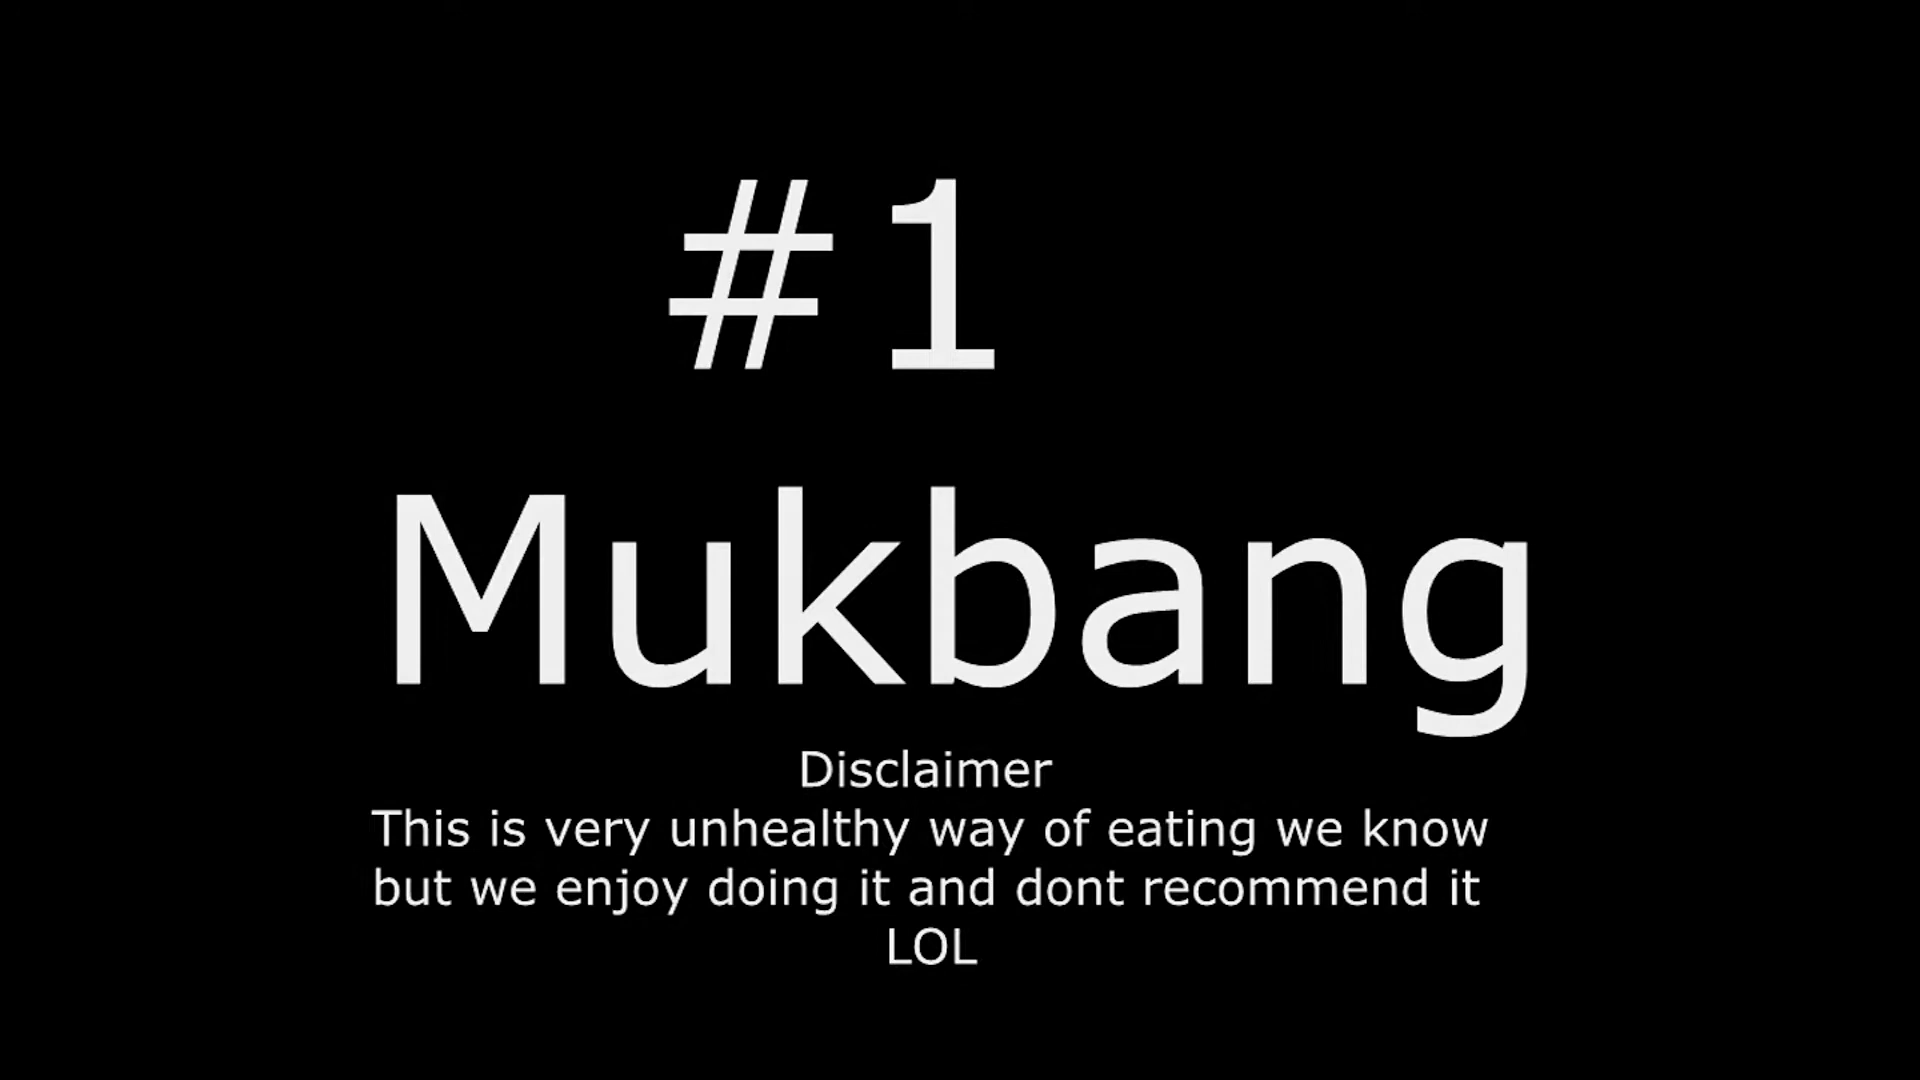 #1
Mukbang
Disclaimer
This is very unhealthy way of eating we know
but we enjoy doing it and dont recommend it
LOL